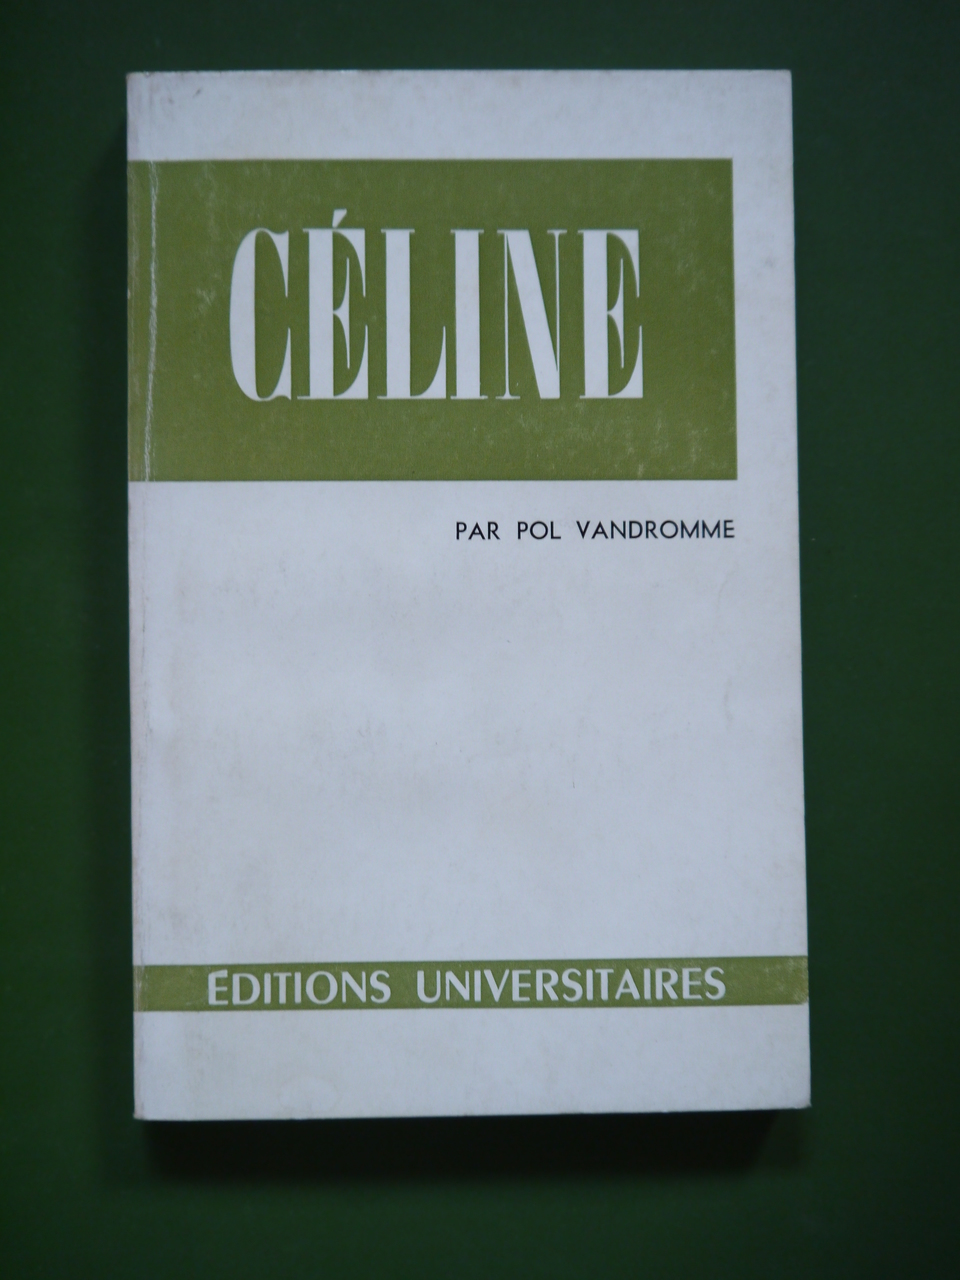 CÉLINE
PAR POL VANDROMME
ÉDITIONS UNIVERSITAIRES